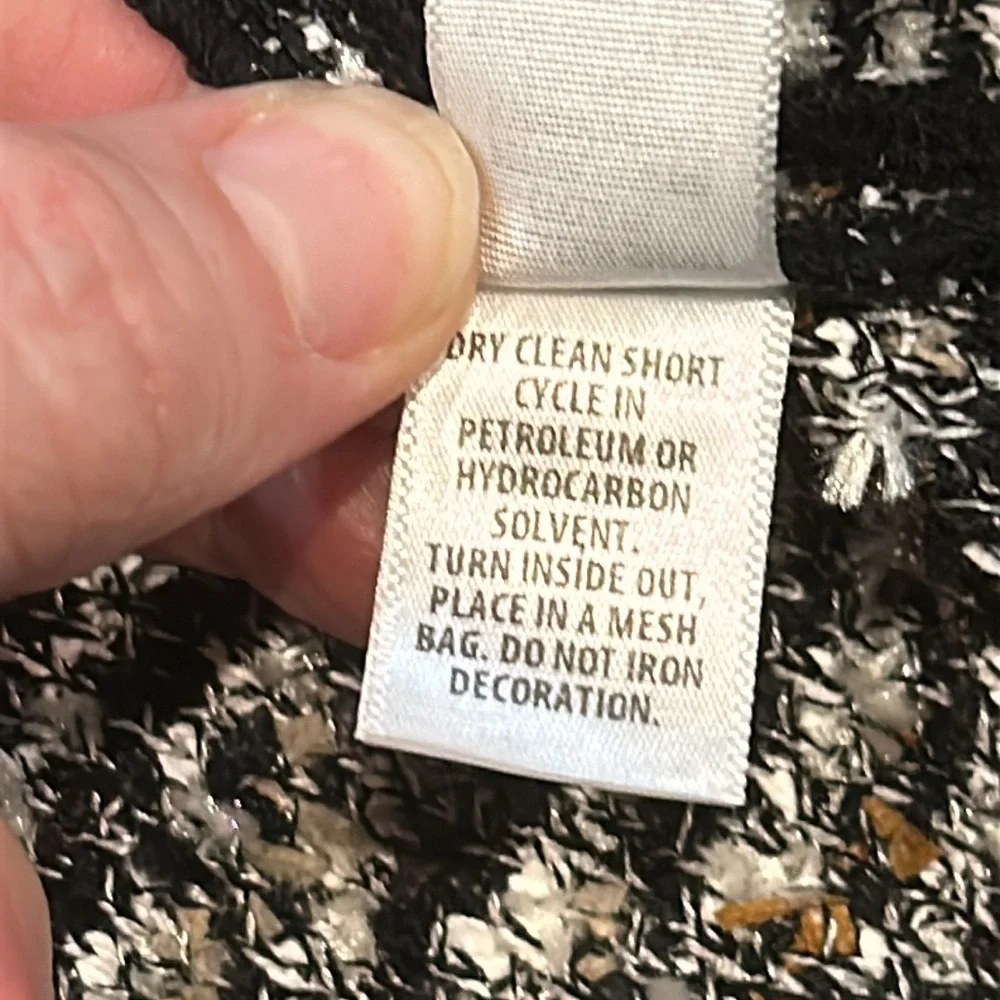 DRY CLEAN SHORT
CYCLE IN
PETROLEUM OR
HYDROCARBON
SOLVENT.
TURN INSIDE OUT,
PLACE IN A MESH
BAG. DO NOT IRON
DECORATION.